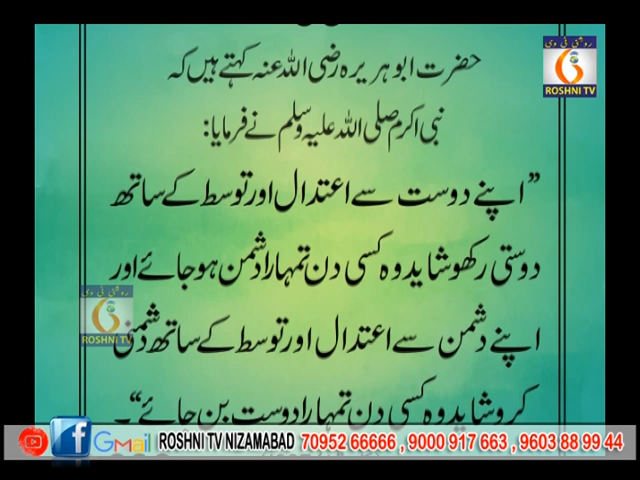 روشنی ٹی وی
ROSHNI TV
حضرت ابو ہریرہ رضی اللہ عنہ کہتے ہیں کہ
نبی اکرم صلی اللہ علیہ وسلم نے فرمایا:
”اپنے دوست سے اعتدال اور توسط کے ساتھ
دوستی رکھو شاید وہ کسی دن تمہارا دشمن ہو جائے اور
روشنی ٹی وی
ROSHNI TV
اپنے دشمن سے اعتدال اور توسط کے ساتھ دشمنی
کرو شاید وہ کسی دن تمہارا دوست بن جائے“۔
f Gmail ROSHNI TV NIZAMABAD 70952 66666 , 9000 917 663 , 9603 88 99 44